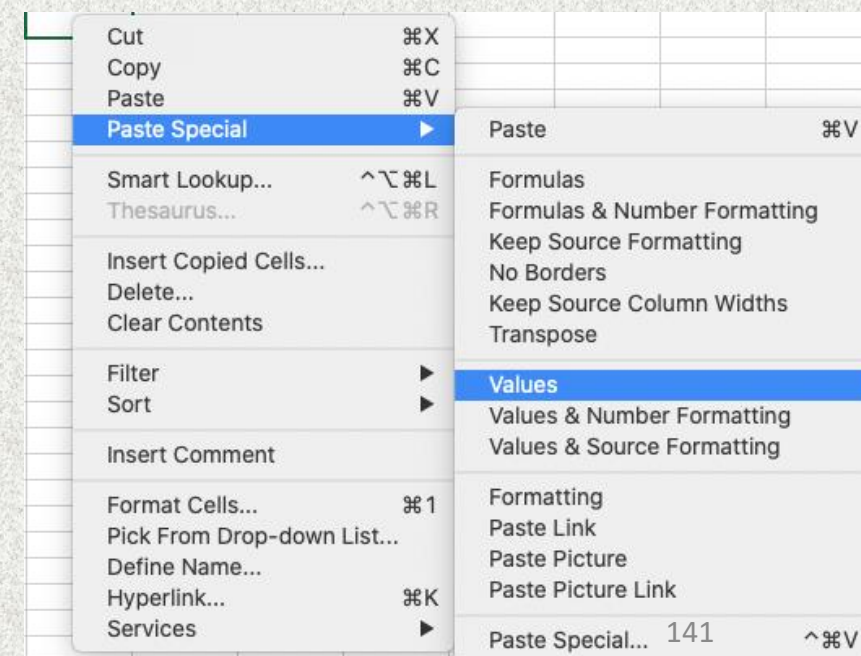 Cut ⌘X
Copy ⌘C
Paste ⌘V
Paste Special ▶
Smart Lookup... ^⌥⌘L
Thesaurus... ^⌥⌘R
Insert Copied Cells...
Delete...
Clear Contents
Filter ▶
Sort ▶
Insert Comment
Format Cells... ⌘1
Pick From Drop-down List...
Define Name...
Hyperlink... ⌘K
Services ▶
Paste ⌘V
Formulas
Formulas & Number Formatting
Keep Source Formatting
No Borders
Keep Source Column Widths
Transpose
Values
Values & Number Formatting
Values & Source Formatting
Formatting
Paste Link
Paste Picture
Paste Picture Link
Paste Special... ^⌘V
141